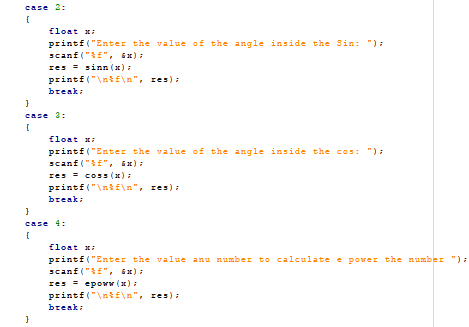 case 2:
{
float x;
printf("Enter the value of the angle inside the Sin: ");
scanf("%f", &x);
res = sinn(x);
printf("\n%f\n", res);
break;
}
case 3:
{
float x;
printf("Enter the value of the angle inside the cos: ");
scanf("%f", &x);
res = coss(x);
printf("\n%f\n", res);
break;
}
case 4:
{
float x;
printf("Enter the value anu number to calculate e power the number ");
scanf("%f", &x);
res = epoww(x);
printf("\n%f\n", res);
break;
}